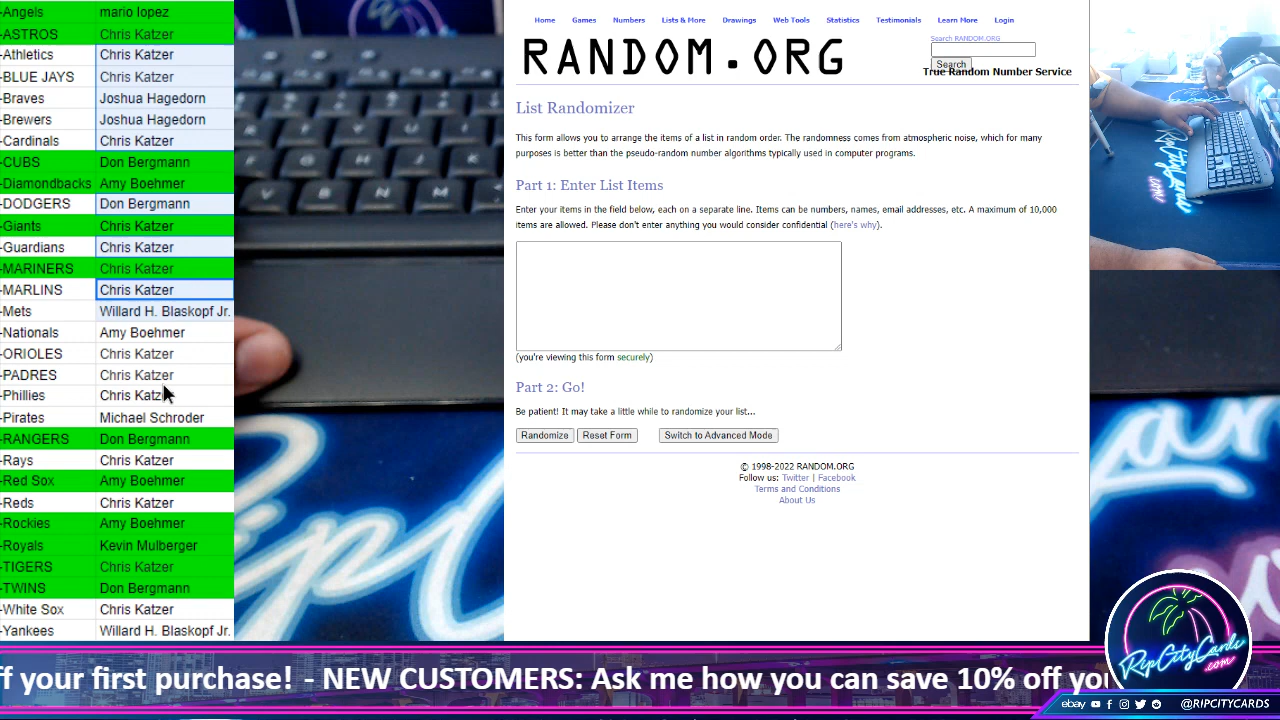 -Angels mario lopez
-ASTROS Chris Katzer
-Athletics Chris Katzer
-BLUE JAYS Chris Katzer
-Braves Joshua Hagedorn
-Brewers Joshua Hagedorn
-Cardinals Chris Katzer
-CUBS Don Bergmann
-Diamondbacks Amy Boehmer
-DODGERS Don Bergmann
-Giants Chris Katzer
-Guardians Chris Katzer
-MARINERS Chris Katzer
-MARLINS Chris Katzer
-Mets Willard H. Blaskopf Jr.
-Nationals Amy Boehmer
-ORIOLES Chris Katzer
-PADRES Chris Katzer
-Phillies Chris
-Pirates Michael Schroder
-RANGERS Don Bergmann
-Rays Chris Katzer
-Red Sox Amy Boehmer
-Reds Chris Katzer
-Rockies Amy Boehmer
-Royals Kevin Mulberger
-TIGERS Chris Katzer
-TWINS Don Bergmann
-White Sox Chris Katzer
-Yankees Willard H. Blaskopf Jr.
Home Games Numbers Lists & More Drawings Web Tools Statistics Testimonials Learn More Login
RANDOM.ORG
Search RANDOM.ORG
Search
True Random Number Service
List Randomizer
This form allows you to arrange the items of a list in random order. The randomness comes from atmospheric noise, which for many
purposes is better than the pseudo-random number algorithms typically used in computer programs.
Part 1: Enter List Items
Enter your items in the field below, each on a separate line. Items can be numbers, names, email addresses, etc. A maximum of 10,000
items are allowed. Please don't enter anything you would consider confidential (here's why).
(you're viewing this form securely)
Part 2: Go!
Be patient! It may take a little while to randomize your list...
Randomize Reset Form Switch to Advanced Mode
© 1998-2022 RANDOM.ORG
Follow us: Twitter | Facebook
Terms and Conditions
About Us
f your first purchase! - NEW CUSTOMERS: Ask me how you can save 10% off
RipCityCards
.com
ebay @RIPCITYCARDS